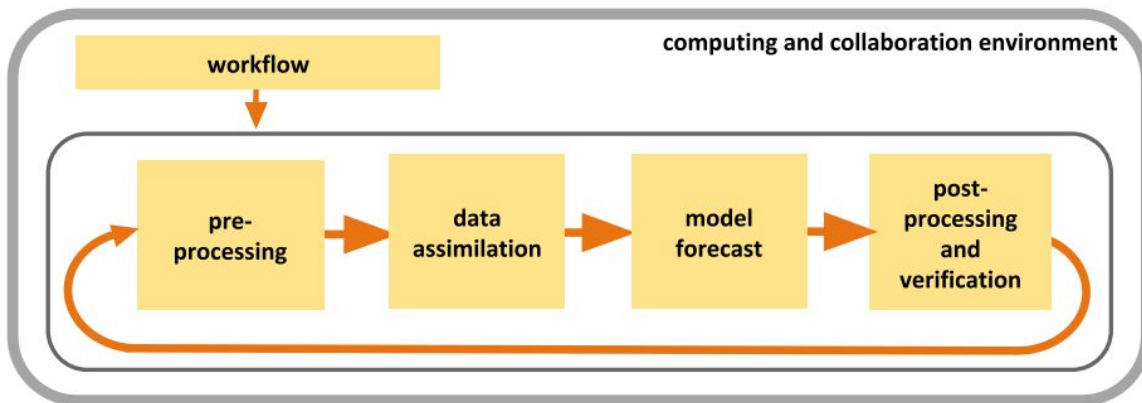 computing and collaboration environment
workflow
pre-
processing
data
assimilation
model
forecast
post-
processing
and
verification